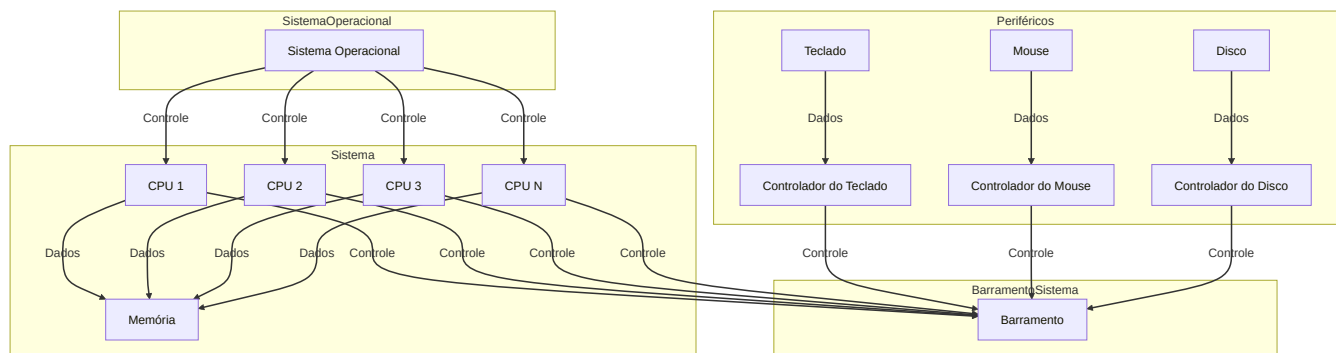 SistemaOperacional
Periféricos
Sistema Operacional
Teclado
Mouse
Disco
Controle
Controle
Controle
Controle
Dados
Dados
Dados
Sistema
CPU 1
CPU 2
CPU 3
CPU N
Controlador do Teclado
Controlador do Mouse
Controlador do Disco
Dados
Dados
Dados
Dados
Controle
Controle
Controle
Controle
Controle
Controle
Controle
BarramentoSistema
Memória
Barramento